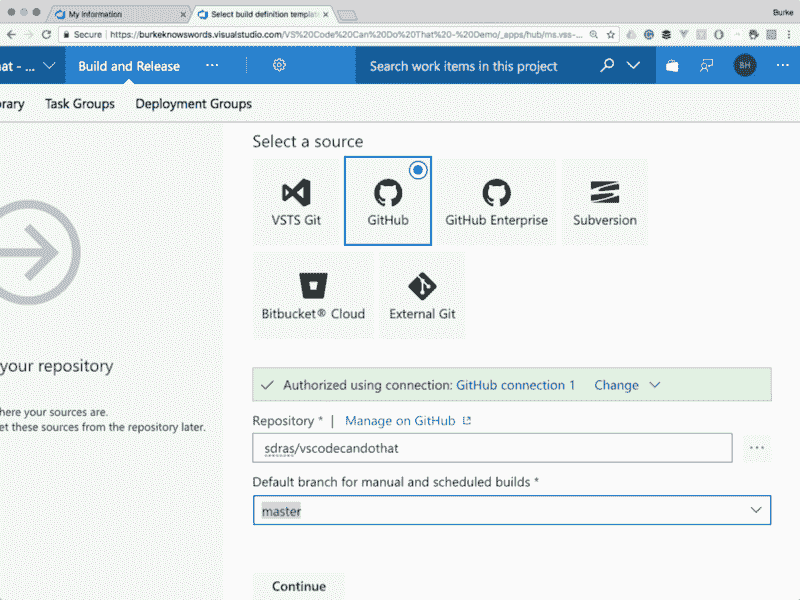 My Information
Select build definition template
Burke
Secure
https://burkeknowswords.visualstudio.com/VS%20Code%20Can%20Do%20That%20-%20Demo/_apps/hub/ms.vss-...
hat - ...
Build and Release
...
Search work items in this project
BH
...
rary
Task Groups
Deployment Groups
Select a source
VSTS Git
GitHub
GitHub Enterprise
Subversion
Bitbucket® Cloud
External Git
your repository
here your sources are.
et these sources from the repository later.
Authorized using connection: GitHub connection 1
Change
Repository * | Manage on GitHub
sdras/vscodecandothat
...
Default branch for manual and scheduled builds *
master
Continue